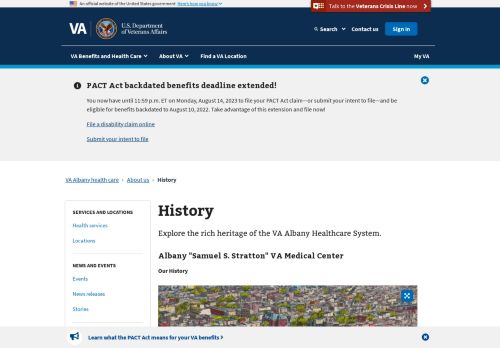 An official website of the United States government Here's how you know
Talk to the Veterans Crisis Line now
VA
U.S. Department
of Veterans Affairs
Search
Contact us
Sign in
VA Benefits and Health Care
About VA
Find a VA Location
My VA
PACT Act backdated benefits deadline extended!
You now have until 11:59 p.m. ET on Monday, August 14, 2023 to file your PACT Act claim—or submit your intent to file—and be
eligible for benefits backdated to August 10, 2022. Take advantage of this extension and file now!
File a disability claim online
Submit your intent to file
VA Albany health care › About us › History
SERVICES AND LOCATIONS
Health services
Locations
NEWS AND EVENTS
Events
News releases
Stories
History
Explore the rich heritage of the VA Albany Healthcare System.
Albany "Samuel S. Stratton" VA Medical Center
Our History
Learn what the PACT Act means for your VA benefits